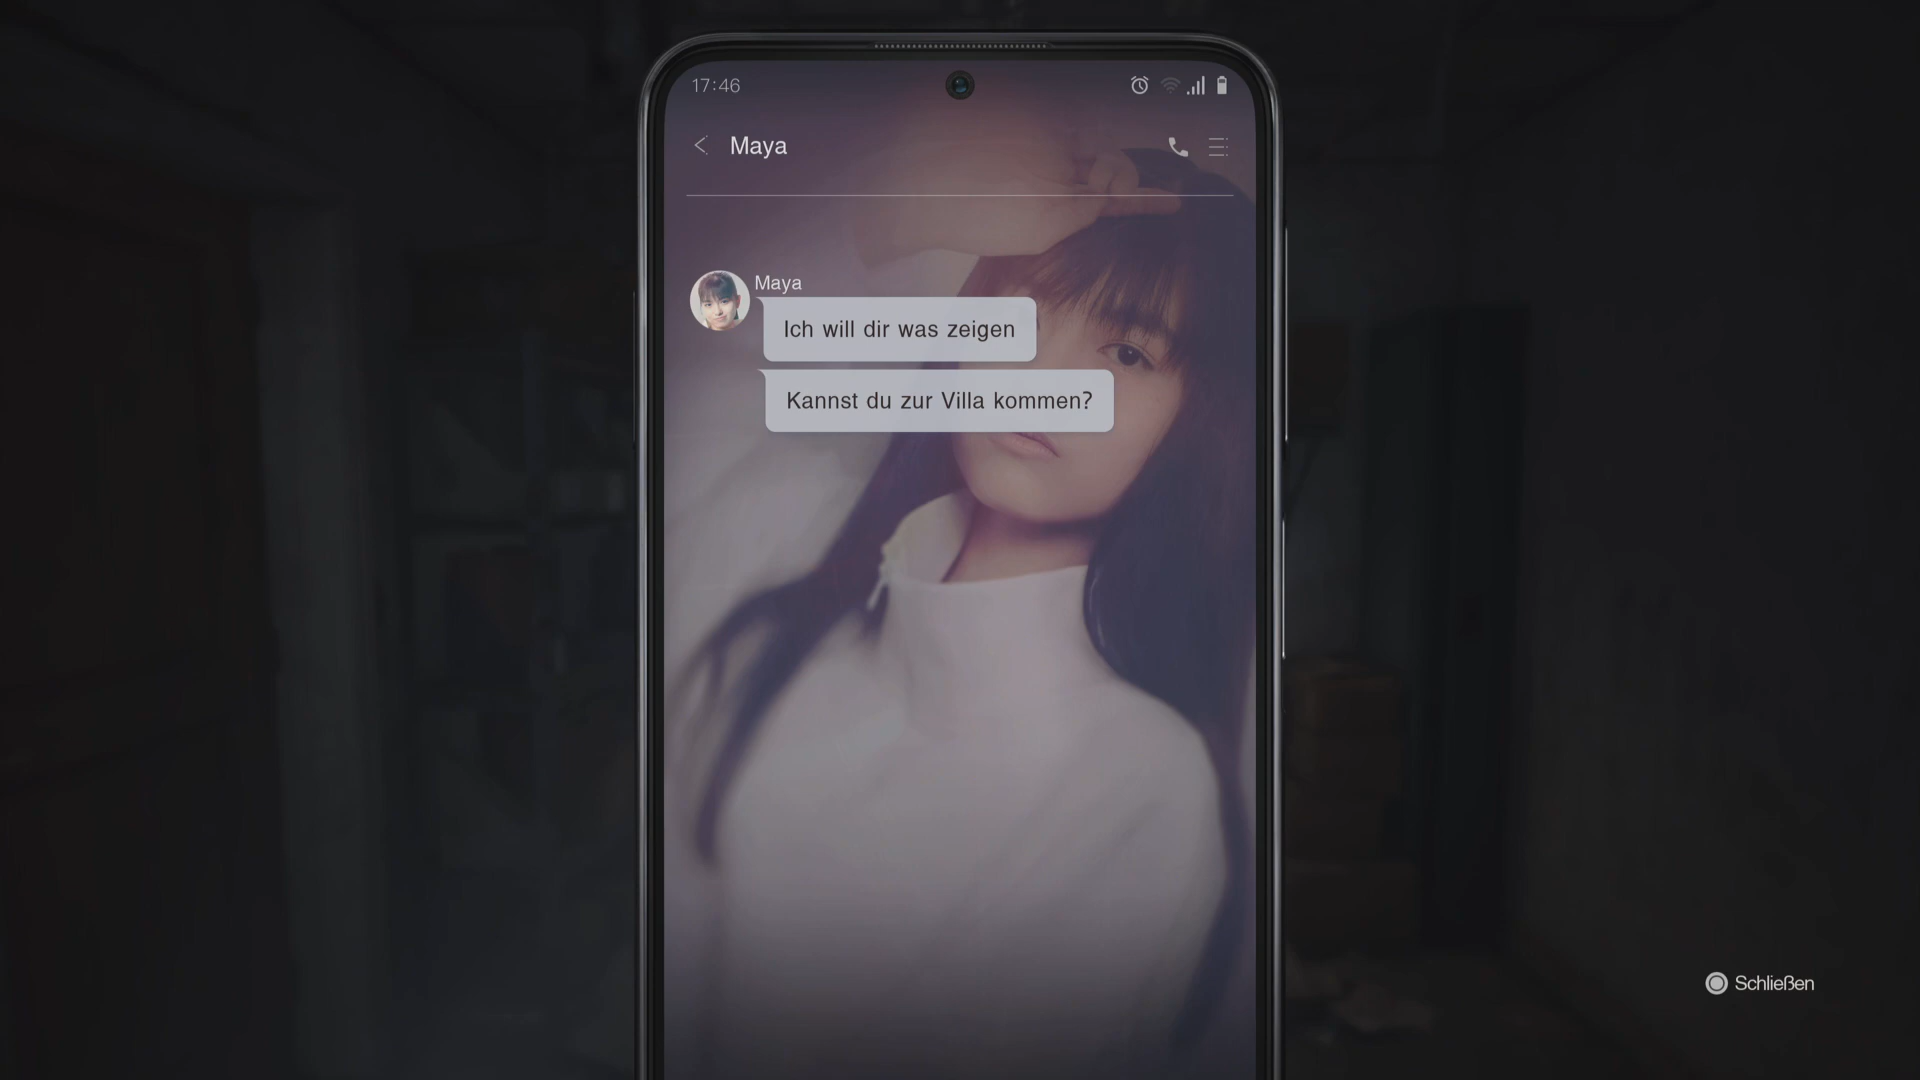 17:46
Maya
Maya
Ich will dir was zeigen
Kannst du zur Villa kommen?
Schließen